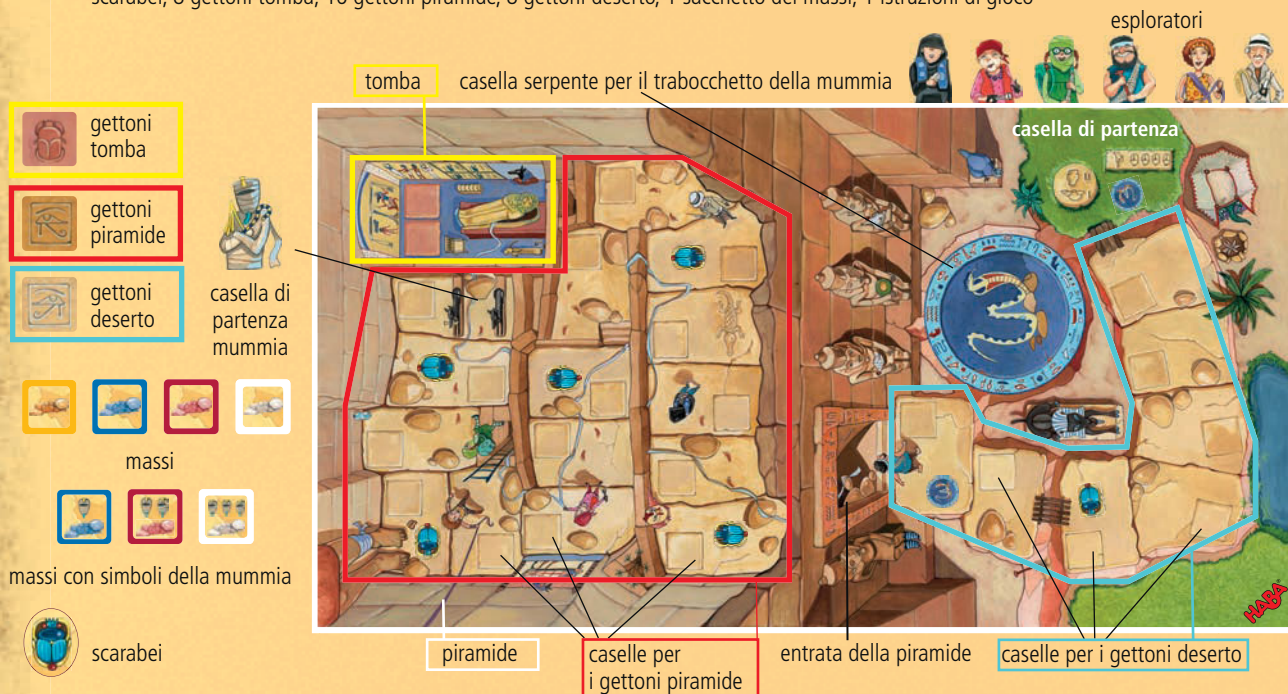 scarabei, 8 gettoni tomba, 16 gettoni piramide, 8 gettoni deserto, 1 sacchetto dei massi, 1 istruzioni di gioco
esploratori
tomba
casella serpente per il trabocchetto della mummia
casella di partenza
gettoni
tomba
gettoni
piramide
gettoni
deserto
casella di
partenza
mummia
massi
massi con simboli della mummia
scarabei
piramide
caselle per
i gettoni piramide
entrata della piramide
caselle per i gettoni deserto
HABA